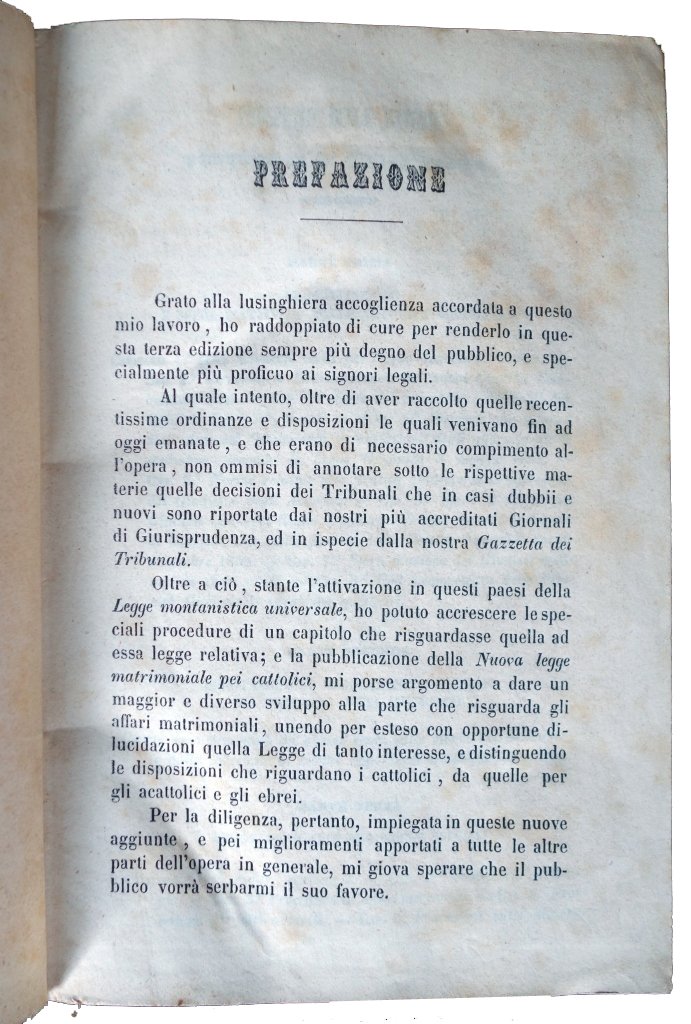 PREFAZIONE
Grato alla lusinghiera accoglienza accordata a questo
mio lavoro, ho raddoppiato di cure per renderlo in que-
sta terza edizione sempre più degno del pubblico, e spe-
cialmente più proficuo ai signori legali.
Al quale intento, oltre di aver raccolto quelle recen-
tissime ordinanze e disposizioni le quali venivano fin ad
oggi emanate, e che erano di necessario compimento al-
l'opera, non ommisi di annotare sotto le rispettive ma-
terie quelle decisioni dei Tribunali che in casi dubbii e
nuovi sono riportate dai nostri più accreditati Giornali
di Giurisprudenza, ed in ispecie dalla nostra Gazzetta dei
Tribunali.
Oltre a ciò, stante l'attivazione in questi paesi della
Legge montanistica universale, ho potuto accrescere le spe-
ciali procedure di un capitolo che risguardasse quella ad
essa legge relativa; e la pubblicazione della Nuova legge
matrimoniale pei cattolici, mi porse argomento a dare un
maggior e diverso sviluppo alla parte che risguarda gli
affari matrimoniali, unendo per esteso con opportune di-
lucidazioni quella Legge di tanto interesse, e distinguendo
le disposizioni che riguardano i cattolici, da quelle per
gli acattolici e gli ebrei.
Per la diligenza, pertanto, impiegata in queste nuove
aggiunte, e pei miglioramenti apportati a tutte le altre
parti dell'opera in generale, mi giova sperare che il pub-
blico vorrà serbarmi il suo favore.